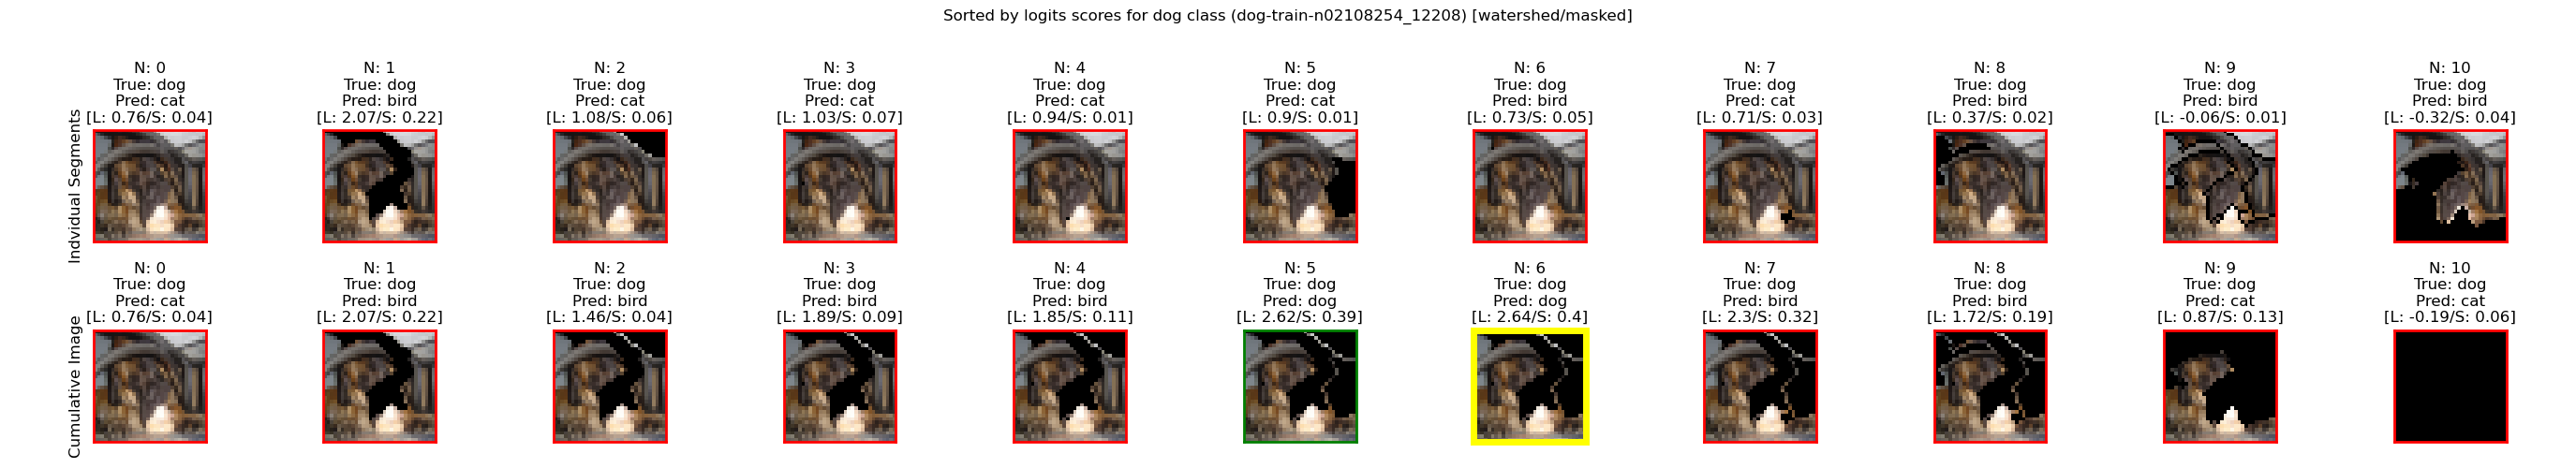 Sorted by logits scores for dog class (dog-train-n02108254_12208) [watershed/masked]
Indvidual Segments
N: 0
True: dog
Pred: cat
[L: 0.76/S: 0.04]
N: 1
True: dog
Pred: bird
[L: 2.07/S: 0.22]
N: 2
True: dog
Pred: cat
[L: 1.08/S: 0.06]
N: 3
True: dog
Pred: cat
[L: 1.03/S: 0.07]
N: 4
True: dog
Pred: cat
[L: 0.94/S: 0.01]
N: 5
True: dog
Pred: cat
[L: 0.9/S: 0.01]
N: 6
True: dog
Pred: bird
[L: 0.73/S: 0.05]
N: 7
True: dog
Pred: cat
[L: 0.71/S: 0.03]
N: 8
True: dog
Pred: bird
[L: 0.37/S: 0.02]
N: 9
True: dog
Pred: bird
[L: -0.06/S: 0.01]
N: 10
True: dog
Pred: bird
[L: -0.32/S: 0.04]
Cumulative Image
N: 0
True: dog
Pred: cat
[L: 0.76/S: 0.04]
N: 1
True: dog
Pred: bird
[L: 2.07/S: 0.22]
N: 2
True: dog
Pred: bird
[L: 1.46/S: 0.04]
N: 3
True: dog
Pred: bird
[L: 1.89/S: 0.09]
N: 4
True: dog
Pred: bird
[L: 1.85/S: 0.11]
N: 5
True: dog
Pred: dog
[L: 2.62/S: 0.39]
N: 6
True: dog
Pred: dog
[L: 2.64/S: 0.4]
N: 7
True: dog
Pred: bird
[L: 2.3/S: 0.32]
N: 8
True: dog
Pred: bird
[L: 1.72/S: 0.19]
N: 9
True: dog
Pred: cat
[L: 0.87/S: 0.13]
N: 10
True: dog
Pred: cat
[L: -0.19/S: 0.06]